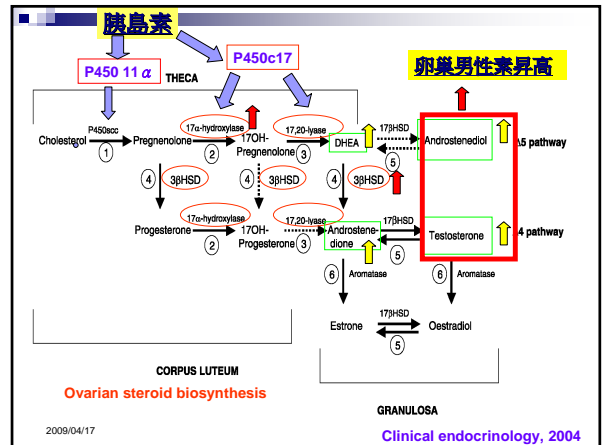 胰島素
P450c17
P450 11α
THECA
卵巢男性素昇高
P450scc
Cholesterol
Pregnenolone
17α-hydroxylase
17OH-
Pregnenolone
17,20-lyase
DHEA
17βHSD
Androstenediol
Δ5 pathway
1
2
3
5
4
3βHSD
4
3βHSD
4
3βHSD
Progesterone
17α-hydroxylase
17OH-
Progesterone
17,20-lyase
Androstene-
dione
17βHSD
Testosterone
4 pathway
2
3
5
6
Aromatase
6
Aromatase
Estrone
17βHSD
Oestradiol
5
CORPUS LUTEUM
Ovarian steroid biosynthesis
GRANULOSA
2009/04/17
Clinical endocrinology, 2004